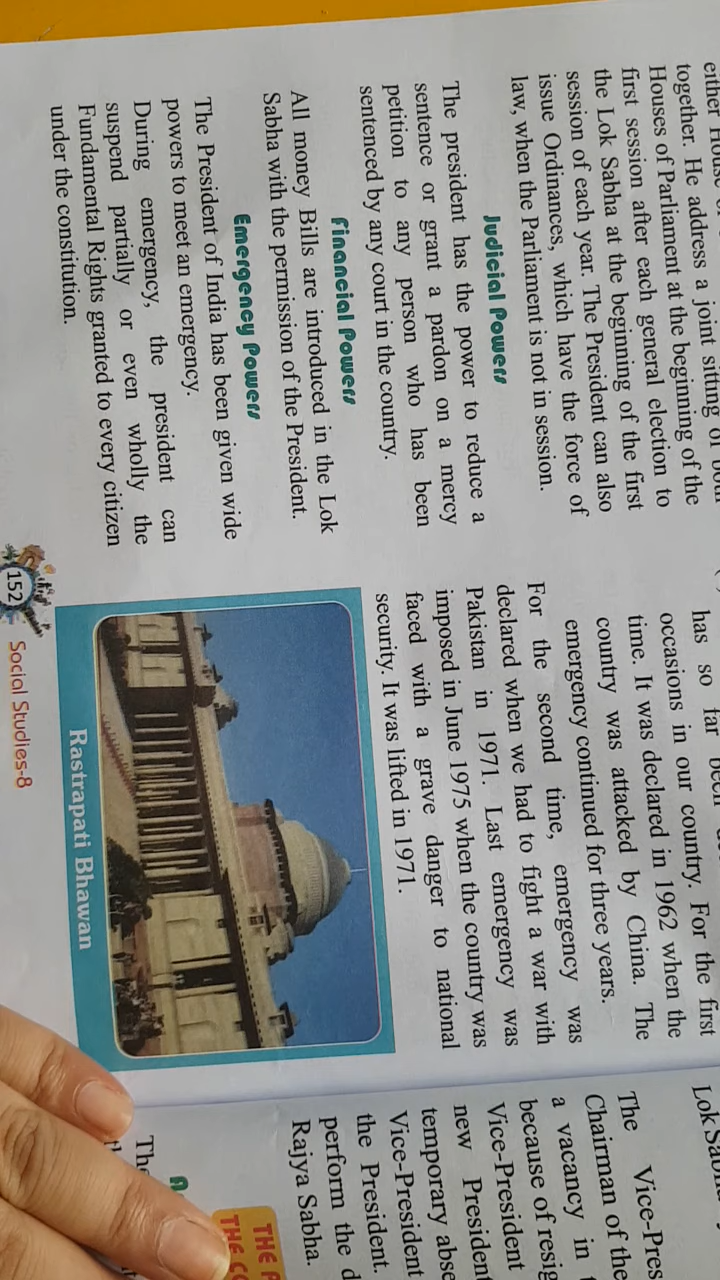 either
together. He address a joint sitting of both
Houses of Parliament at the beginning of the
first session after each general election to
the Lok Sabha at the beginning of the first
session of each year. The President can also
issue Ordinances, which have the force of
law, when the Parliament is not in session.
Judicial Powers
The president has the power to reduce a
sentence or grant a pardon on a mercy
petition to any person who has been
sentenced by any court in the country.
Financial Powers
All money Bills are introduced in the Lok
Sabha with the permission of the President.
Emergency Powers
The President of India has been given wide
powers to meet an emergency.
During emergency, the president can
suspend partially or even wholly the
Fundamental Rights granted to every citizen
under the constitution.
has so far been
occasions in our country. For the first
time. It was declared in 1962 when the
country was attacked by China. The
emergency continued for three years.
For the second time, emergency was
declared when we had to fight a war with
Pakistan in 1971. Last emergency was
imposed in June 1975 when the country was
faced with a grave danger to national
security. It was lifted in 1971.
Rastrapati Bhawan
152
Social Studies-8
Lok
The Vice-Pres
Chairman of the
a vacancy in
because of resig
Vice-President
new President
temporary abse
Vice-President
the President.
perform the d
Rajya Sabha.
THE
The